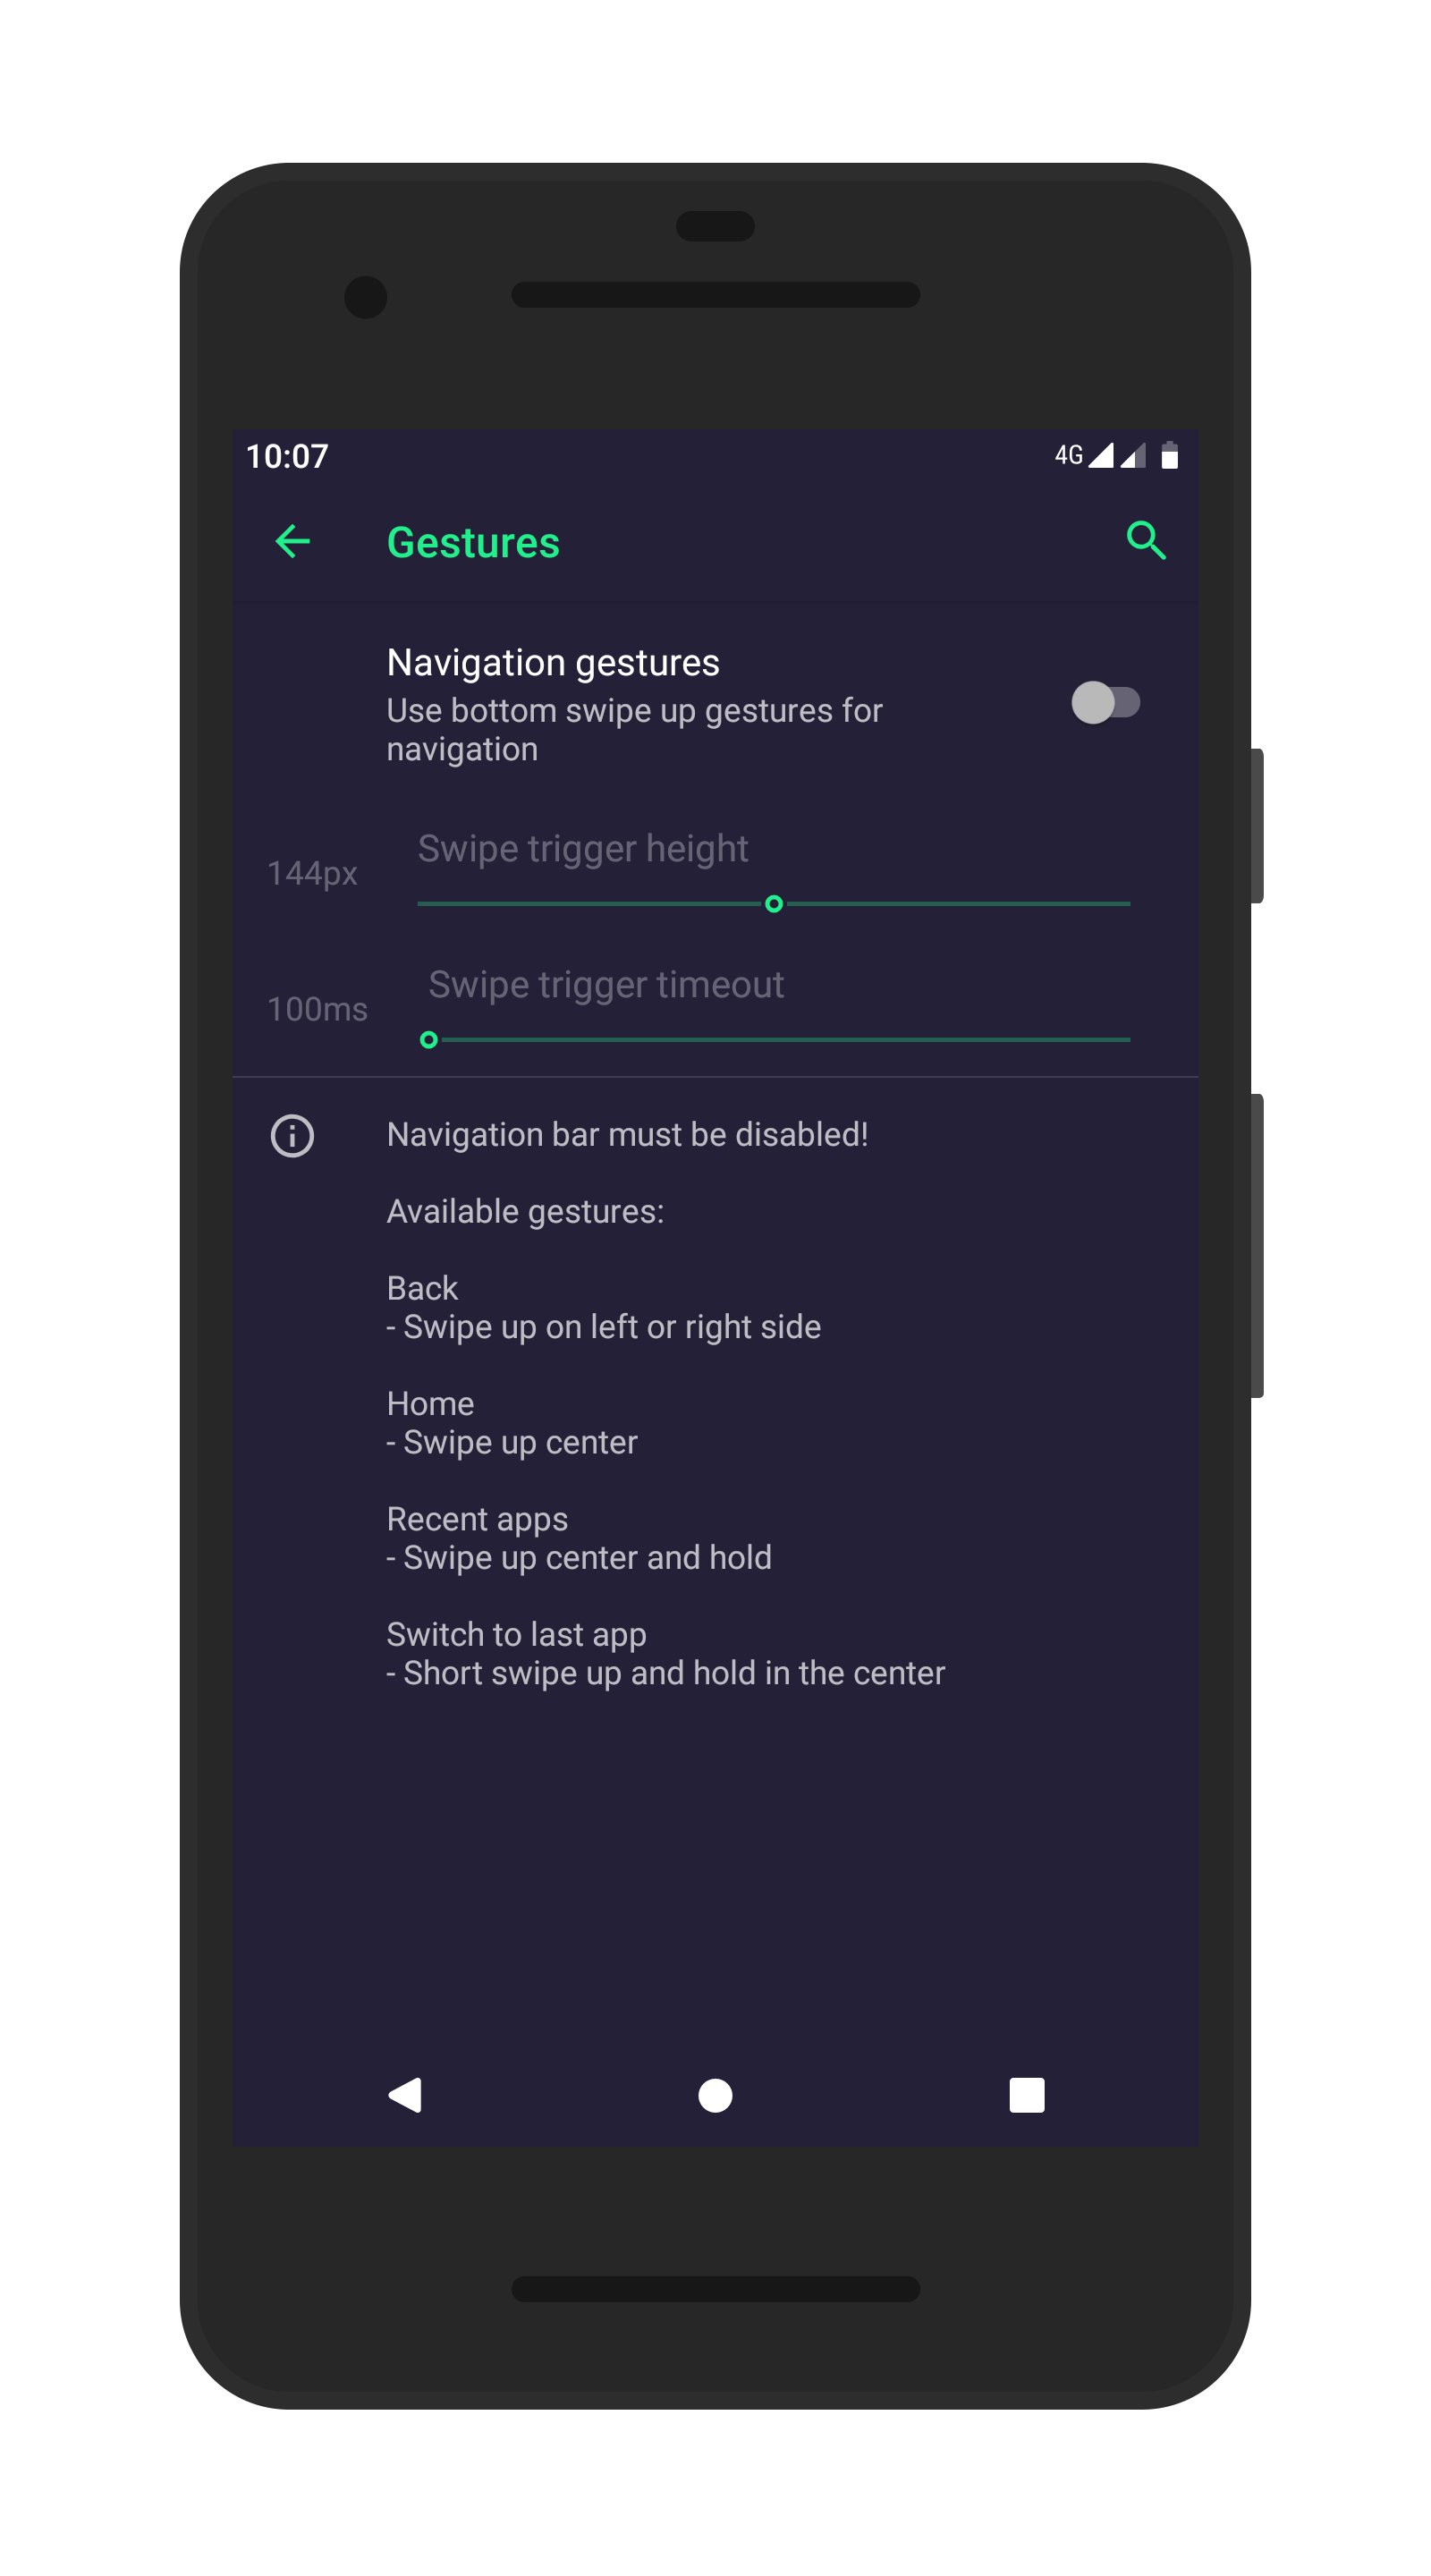 10:07
4G
Gestures
Navigation gestures
Use bottom swipe up gestures for
navigation
Swipe trigger height
144px
Swipe trigger timeout
100ms
Navigation bar must be disabled!
Available gestures:
Back
- Swipe up on left or right side
Home
- Swipe up center
Recent apps
- Swipe up center and hold
Switch to last app
- Short swipe up and hold in the center